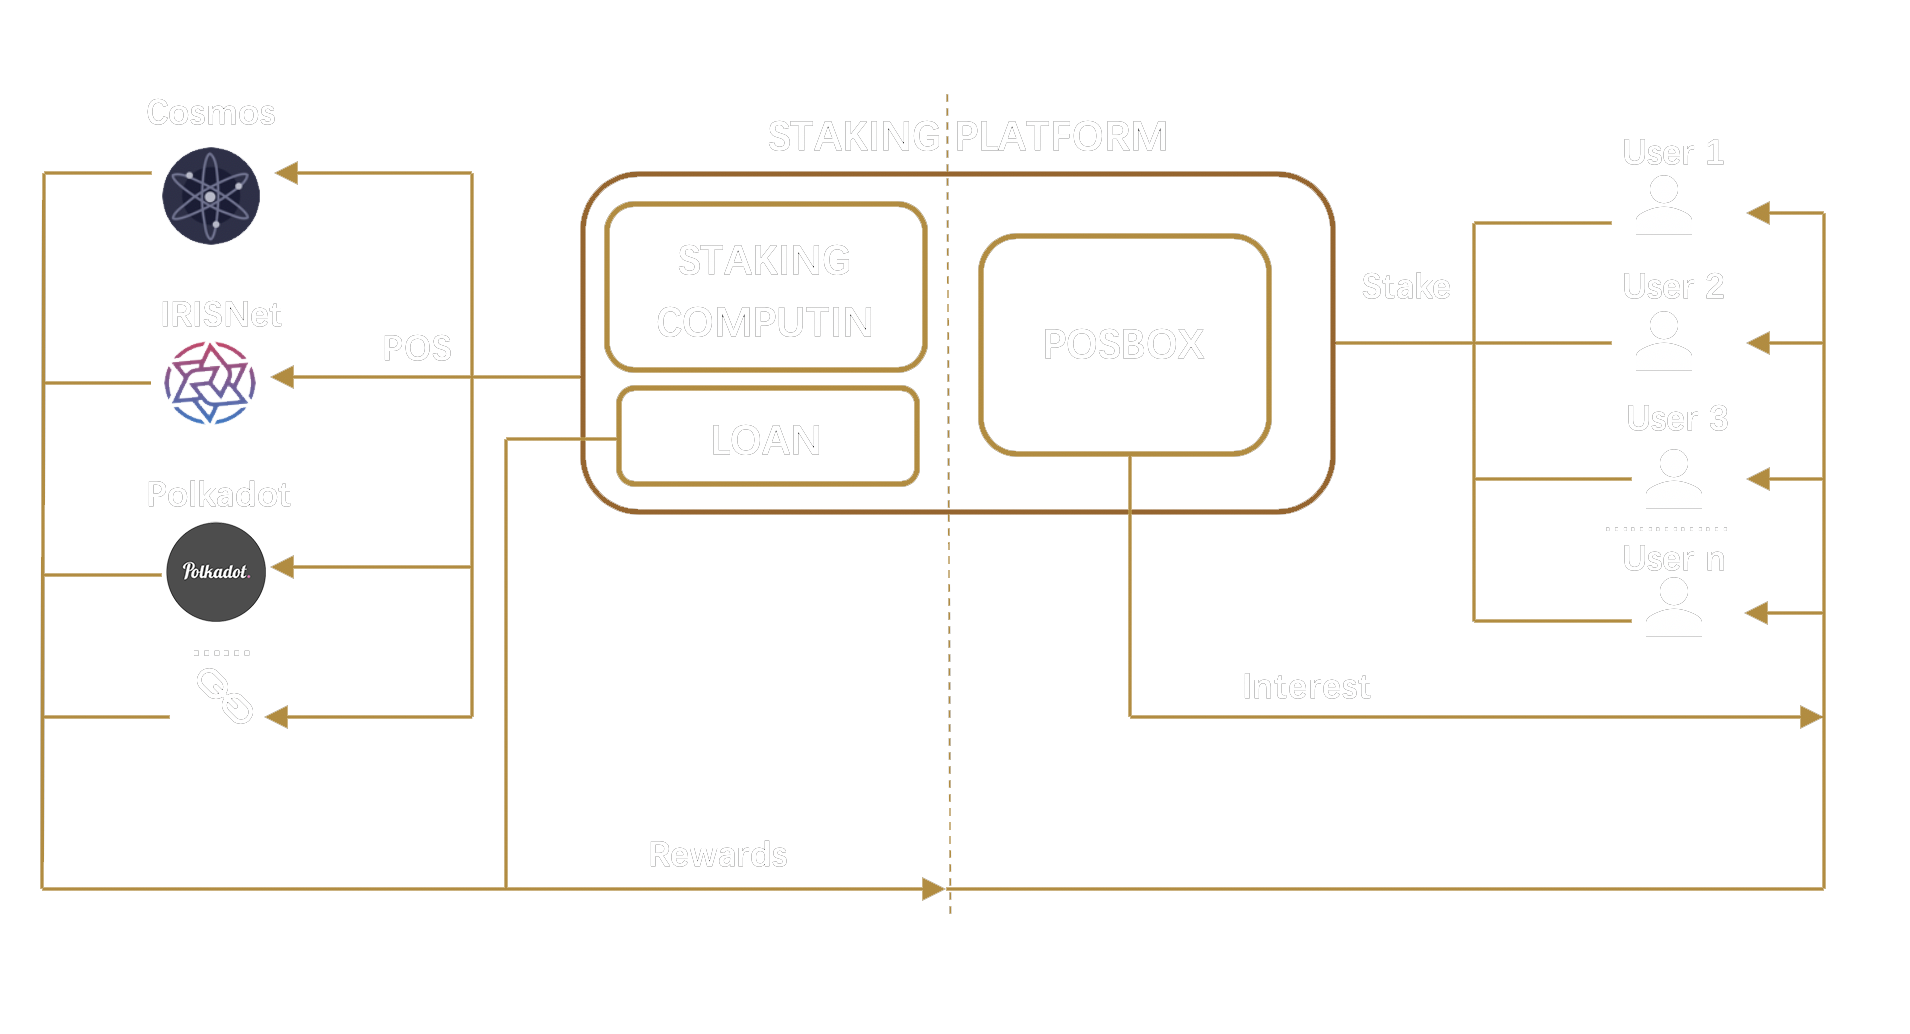 Cosmos
IRISNet
POS
Polkadot
Polkadot.
STAKING PLATFORM
STAKING
COMPUTIN
LOAN
POSBOX
Stake
User 1
User 2
User 3
User n
Interest
Rewards